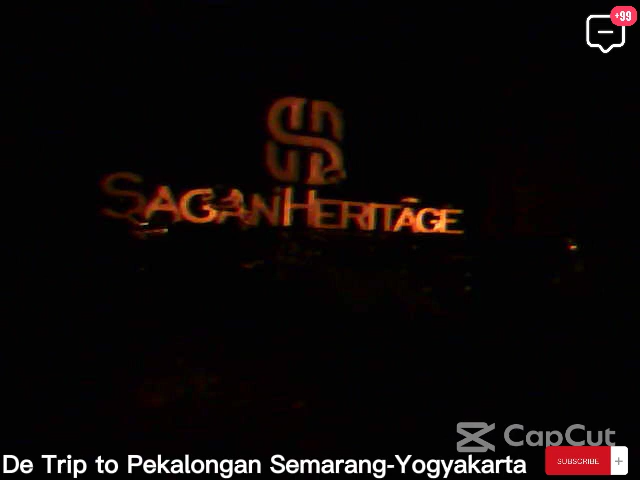 +99
SAGAN HERITAGE
CapCut
De Trip to Pekalongan Semarang-Yogyakarta
SUBSCRIBE +